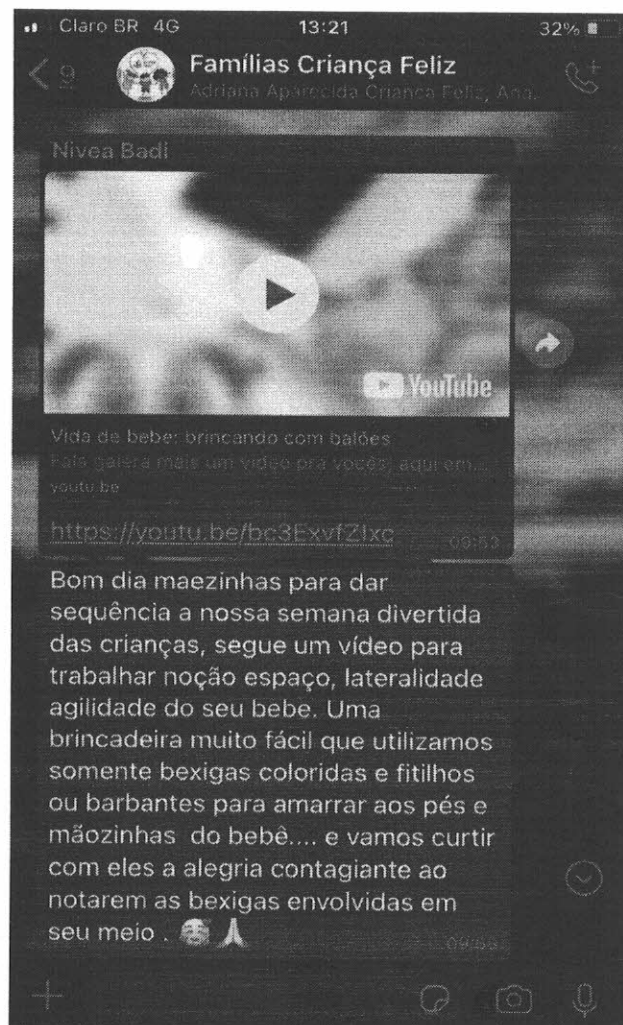 Claro BR 4G 13:21 32%
Famílias Criança Feliz
Adriana Aparecida Crianca Feliz, Ana.
Nivea Badi
YouTube
Vida de bebe: brincando com balões
Fala galera mais um video pra vocês, aqui em...
youtu.be
https://youtu.be/bc3ExvfZIxc 09:53
Bom dia maezinhas para dar
sequência a nossa semana divertida
das crianças, segue um vídeo para
trabalhar noção espaço, lateralidade
agilidade do seu bebe. Uma
brincadeira muito fácil que utilizamos
somente bexigas coloridas e fitilhos
ou barbantes para amarrar aos pés e
mãozinhas do bebê.... e vamos curtir
com eles a alegria contagiante ao
notarem as bexigas envolvidas em
seu meio .